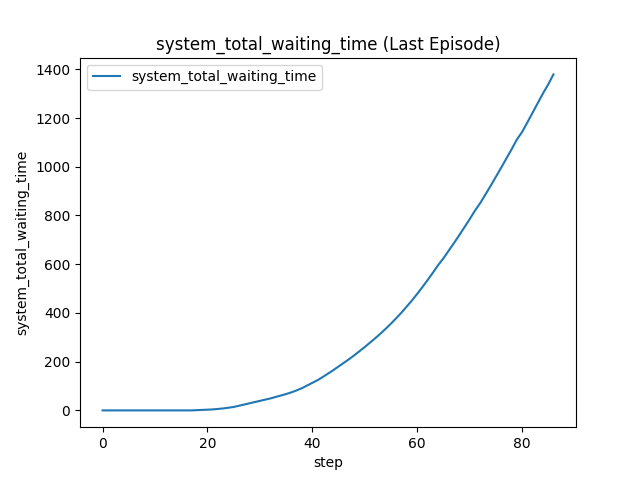 system_total_waiting_time (Last Episode)
system_total_waiting_time
1400
1200
1000
800
600
400
200
0
system_total_waiting_time
0 20 40 60 80
step